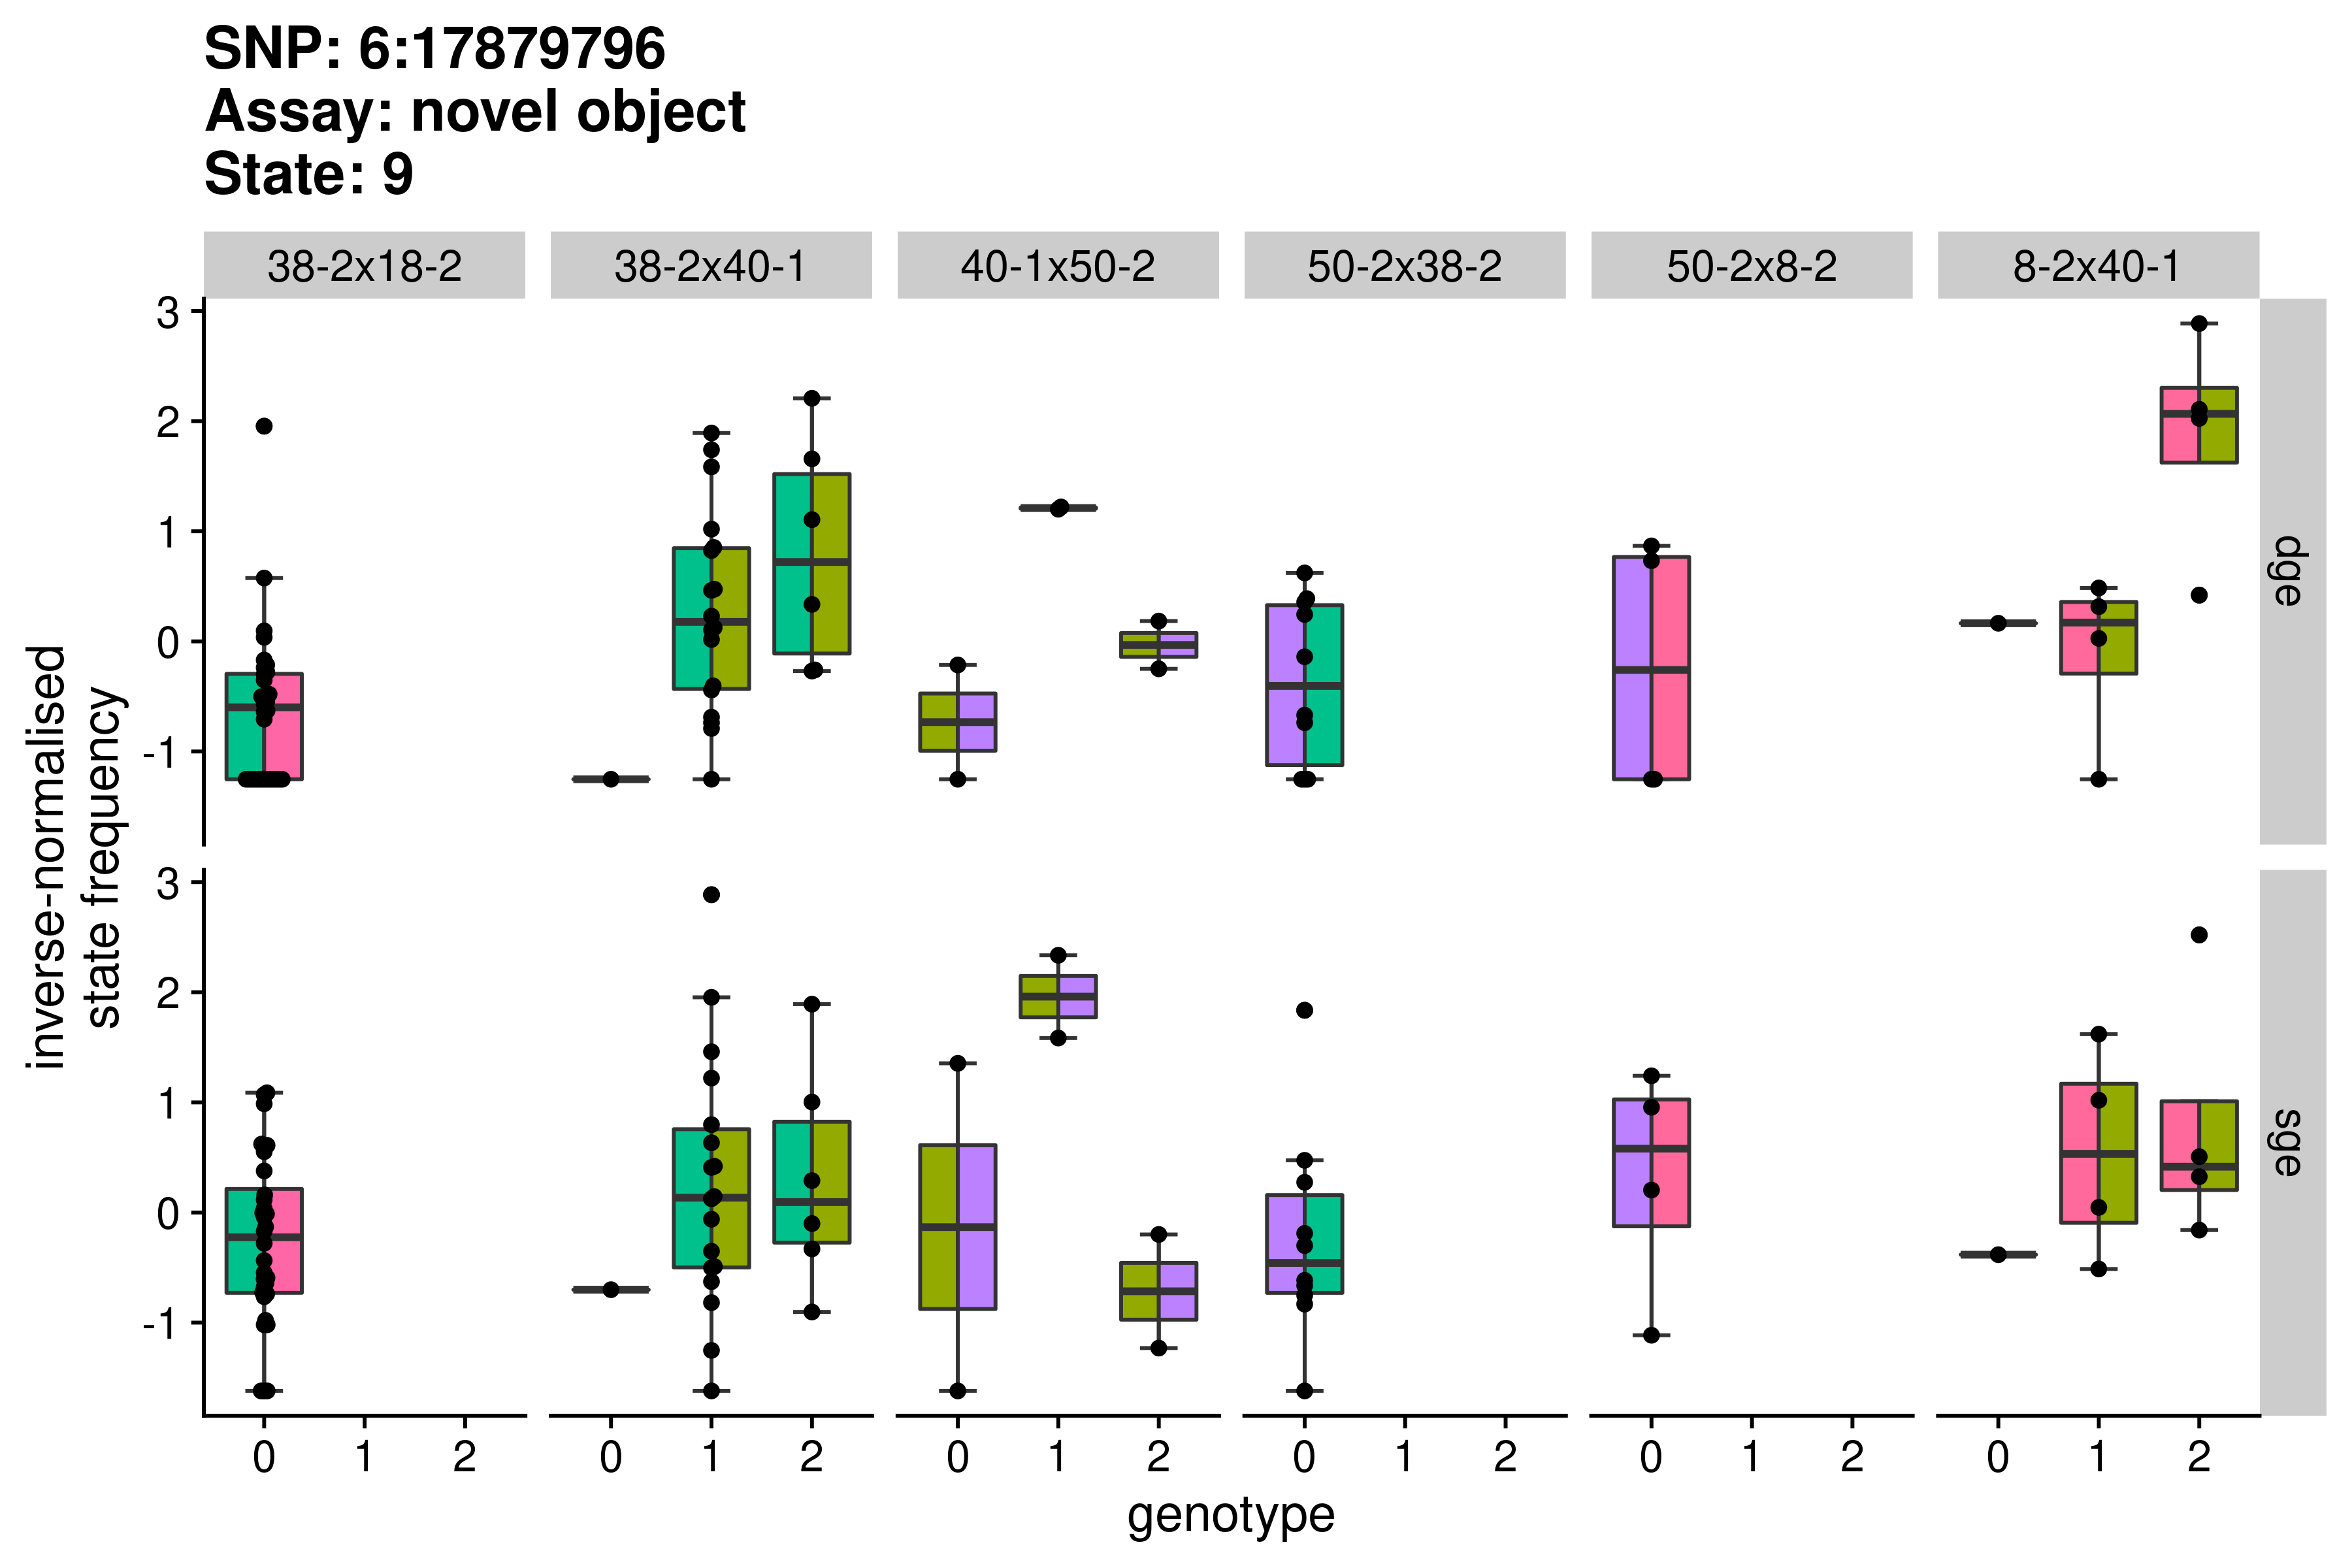 SNP: 6:17879796
Assay: novel object
State: 9
38-2x18-2 38-2x40-1 40-1x50-2 50-2x38-2 50-2x8-2 8-2x40-1
3
2
1
0
-1
dge
3
2
1
0
-1
sge
inverse-normalised
state frequency
0 1 2 0 1 2 0 1 2 0 1 2 0 1 2 0 1 2
genotype